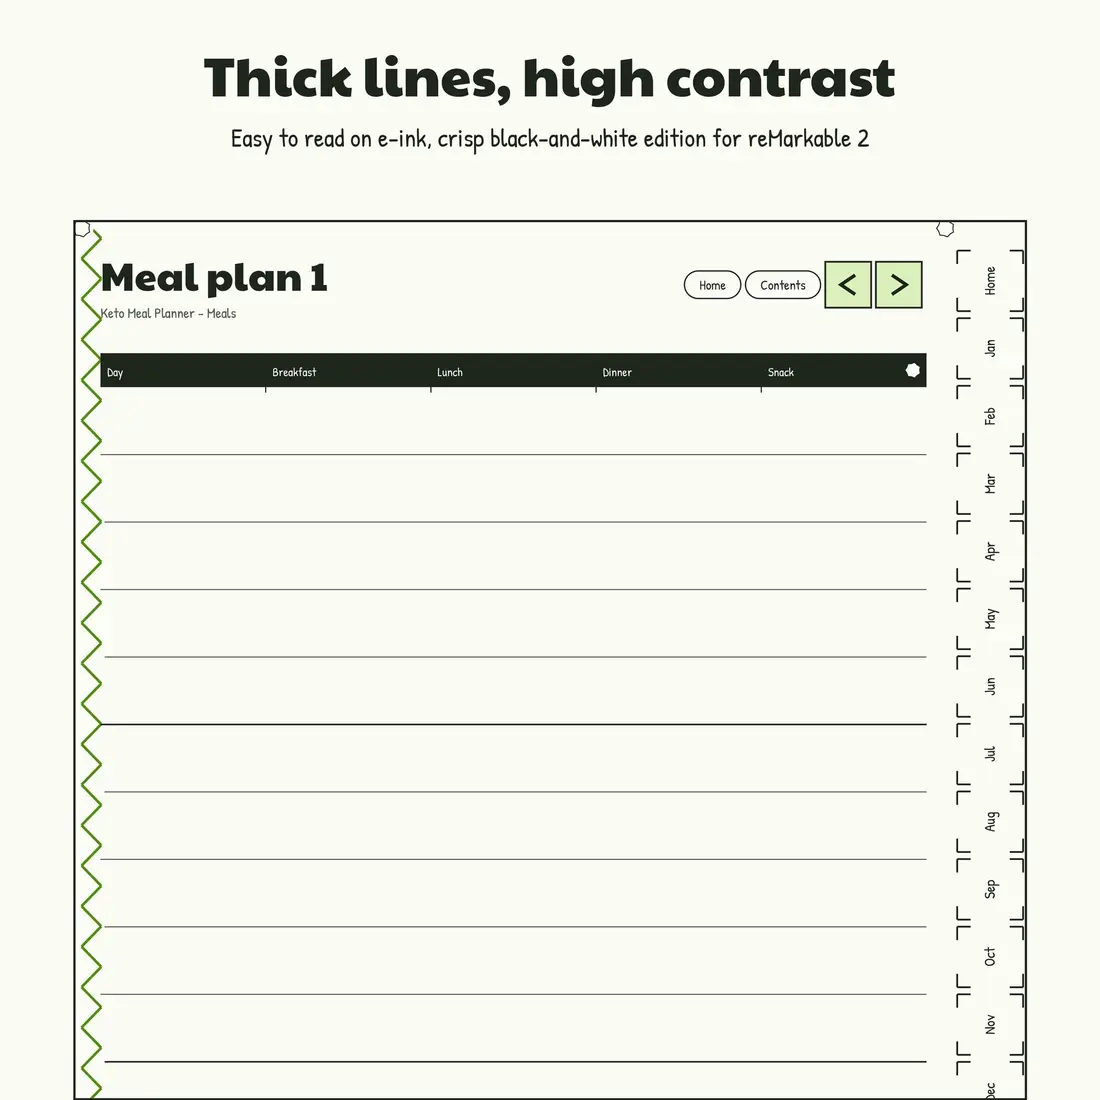 Thick lines, high contrast
Easy to read on e-ink, crisp black-and-white edition for reMarkable 2
Meal plan 1
Keto Meal Planner - Meals
Home
Contents
<
>
Day
Breakfast
Lunch
Dinner
Snack
Home
Jan
Feb
Mar
Apr
May
Jun
Jul
Aug
Sep
Oct
Nov
Dec